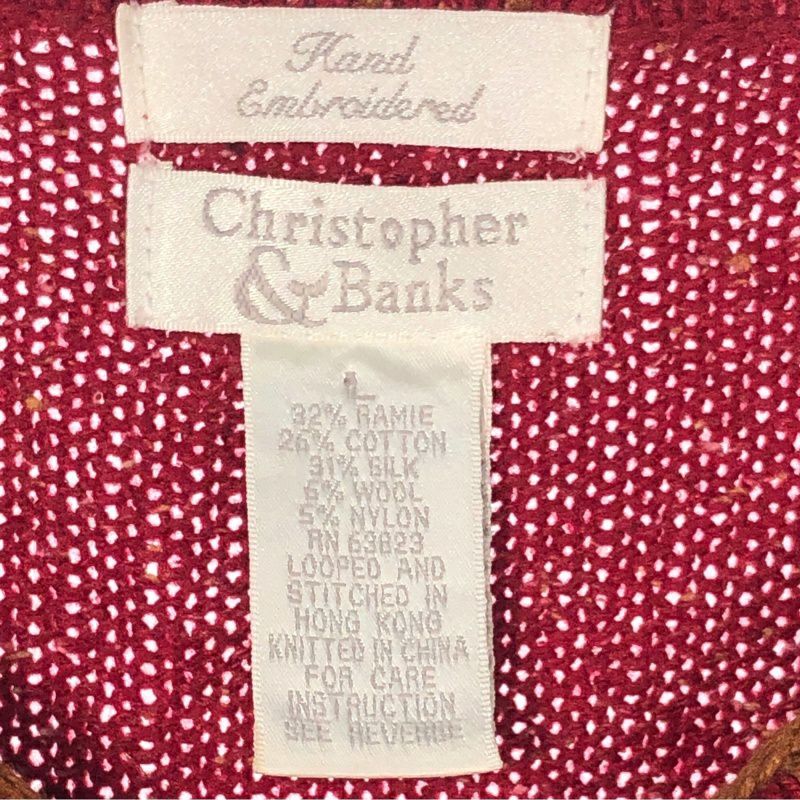 Hand
Embroidered
Christopher
& Banks
L
32% RAMIE
26% COTTON
31% SILK
6% WOOL
5% NYLON
RN 63823
LOOPED AND
STITCHED IN
HONG KONG
KNITTED IN CHINA
FOR CARE
INSTRUCTION
SEE REVERSE